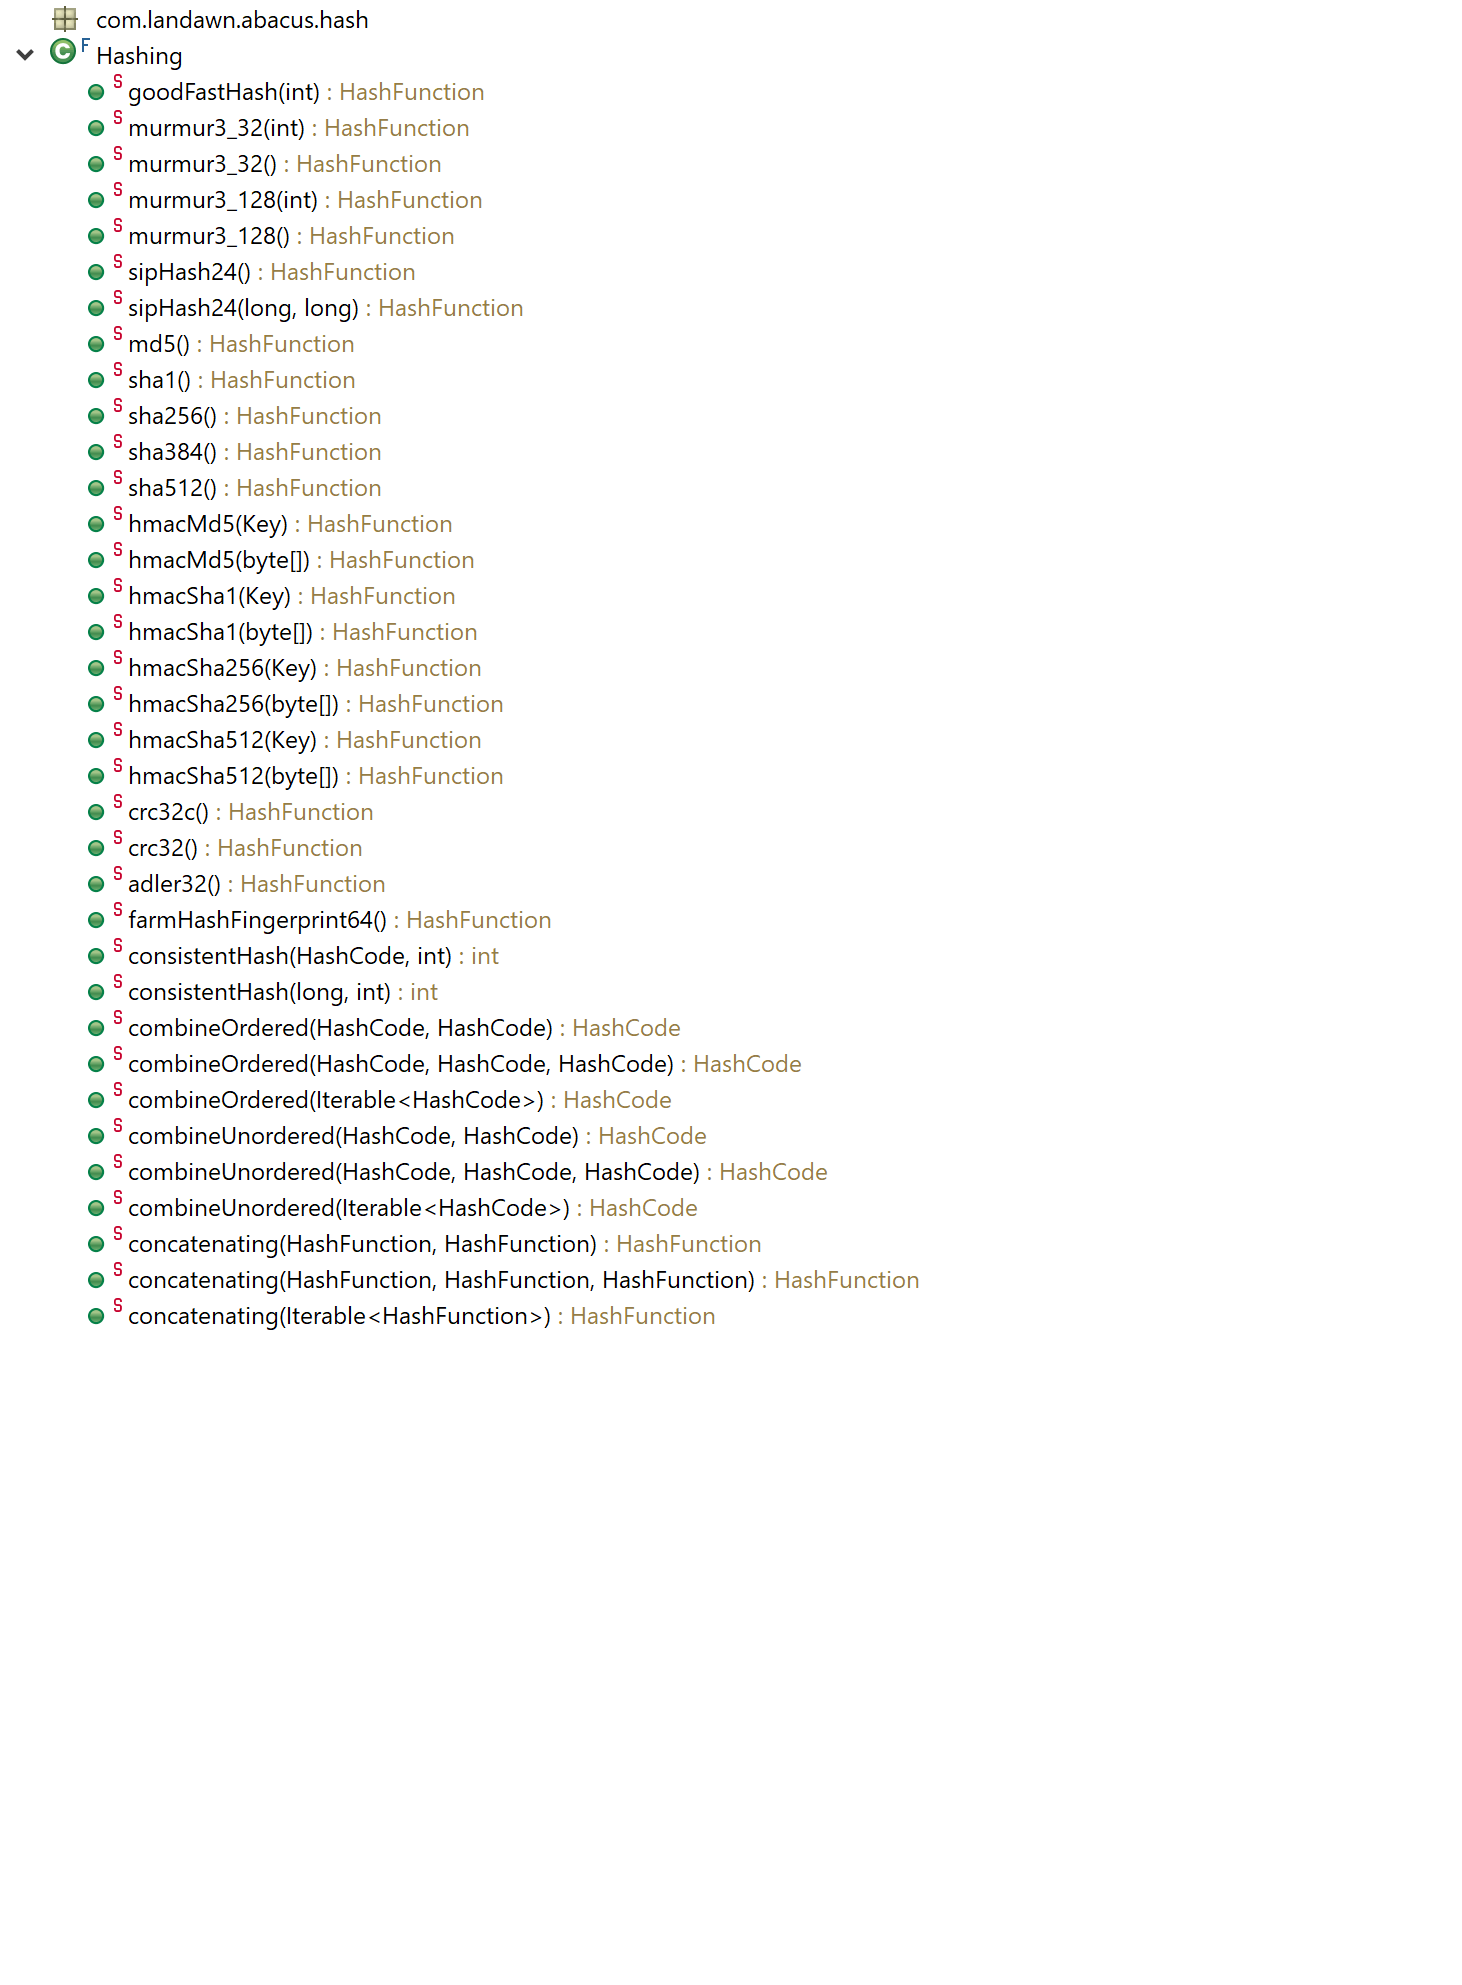 com.landawn.abacus.hash
C F Hashing
S goodFastHash(int) : HashFunction
S murmur3_32(int) : HashFunction
S murmur3_32() : HashFunction
S murmur3_128(int) : HashFunction
S murmur3_128() : HashFunction
S sipHash24() : HashFunction
S sipHash24(long, long) : HashFunction
S md5() : HashFunction
S sha1() : HashFunction
S sha256() : HashFunction
S sha384() : HashFunction
S sha512() : HashFunction
S hmacMd5(Key) : HashFunction
S hmacMd5(byte[]) : HashFunction
S hmacSha1(Key) : HashFunction
S hmacSha1(byte[]) : HashFunction
S hmacSha256(Key) : HashFunction
S hmacSha256(byte[]) : HashFunction
S hmacSha512(Key) : HashFunction
S hmacSha512(byte[]) : HashFunction
S crc32c() : HashFunction
S crc32() : HashFunction
S adler32() : HashFunction
S farmHashFingerprint64() : HashFunction
S consistentHash(HashCode, int) : int
S consistentHash(long, int) : int
S combineOrdered(HashCode, HashCode) : HashCode
S combineOrdered(HashCode, HashCode, HashCode) : HashCode
S combineOrdered(Iterable<HashCode>) : HashCode
S combineUnordered(HashCode, HashCode) : HashCode
S combineUnordered(HashCode, HashCode, HashCode) : HashCode
S combineUnordered(Iterable<HashCode>) : HashCode
S concatenating(HashFunction, HashFunction) : HashFunction
S concatenating(HashFunction, HashFunction, HashFunction) : HashFunction
S concatenating(Iterable<HashFunction>) : HashFunction